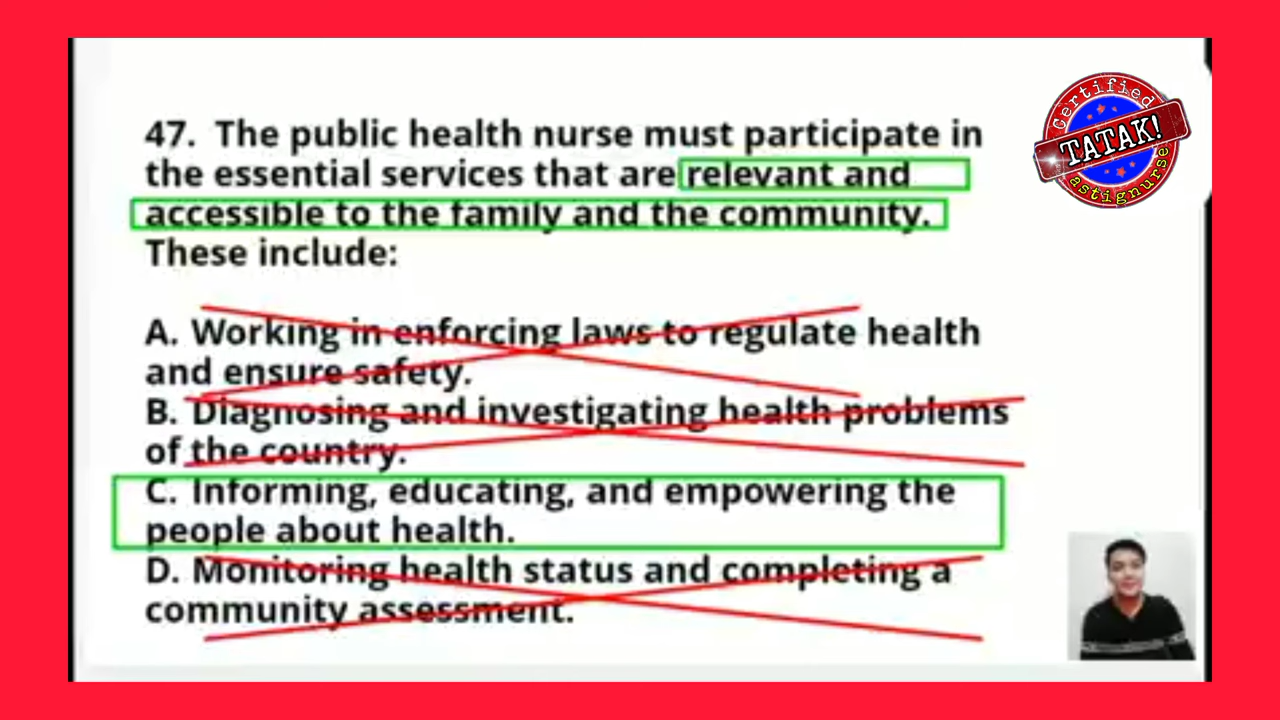 47. The public health nurse must participate in
the essential services that are relevant and
accessible to the family and the community.
These include:
A. Working in enforcing laws to regulate health
and ensure safety.
B. Diagnosing and investigating health problems
of the country.
C. Informing, educating, and empowering the
people about health.
D. Monitoring health status and completing a
community assessment.
Certified
TATAK!
astignurse